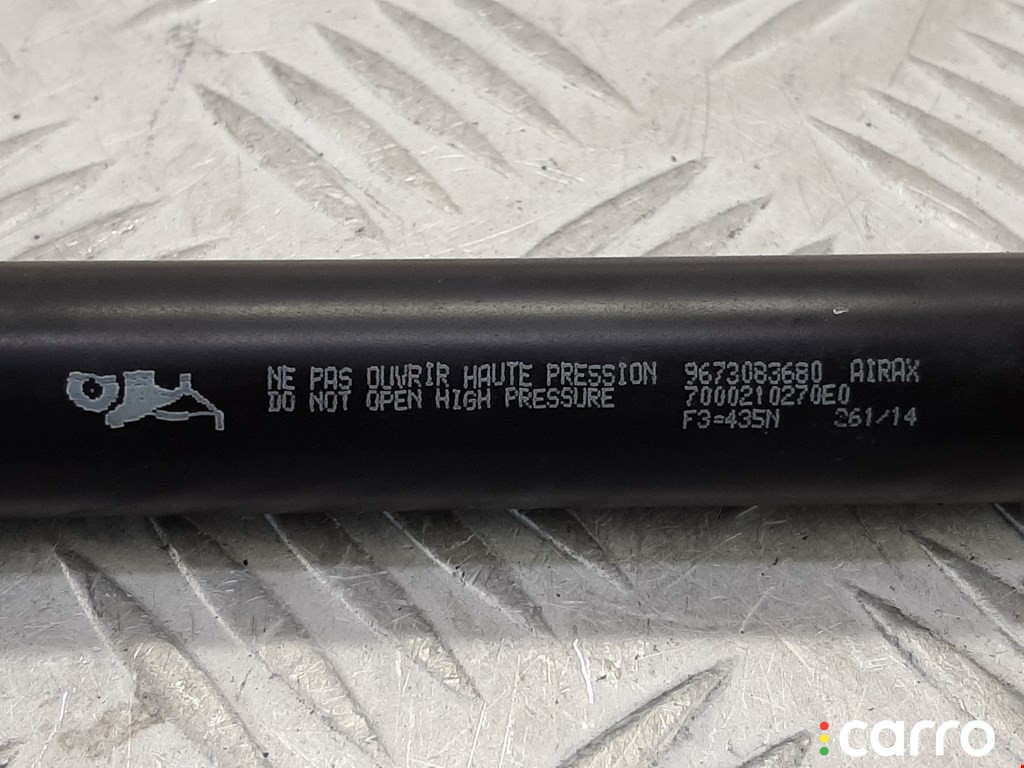 NE PAS OUVRIR HAUTE PRESSION 9673083680 AIRAX
DO NOT OPEN HIGH PRESSURE 7000210270E0
F3=435N 261/14
carro